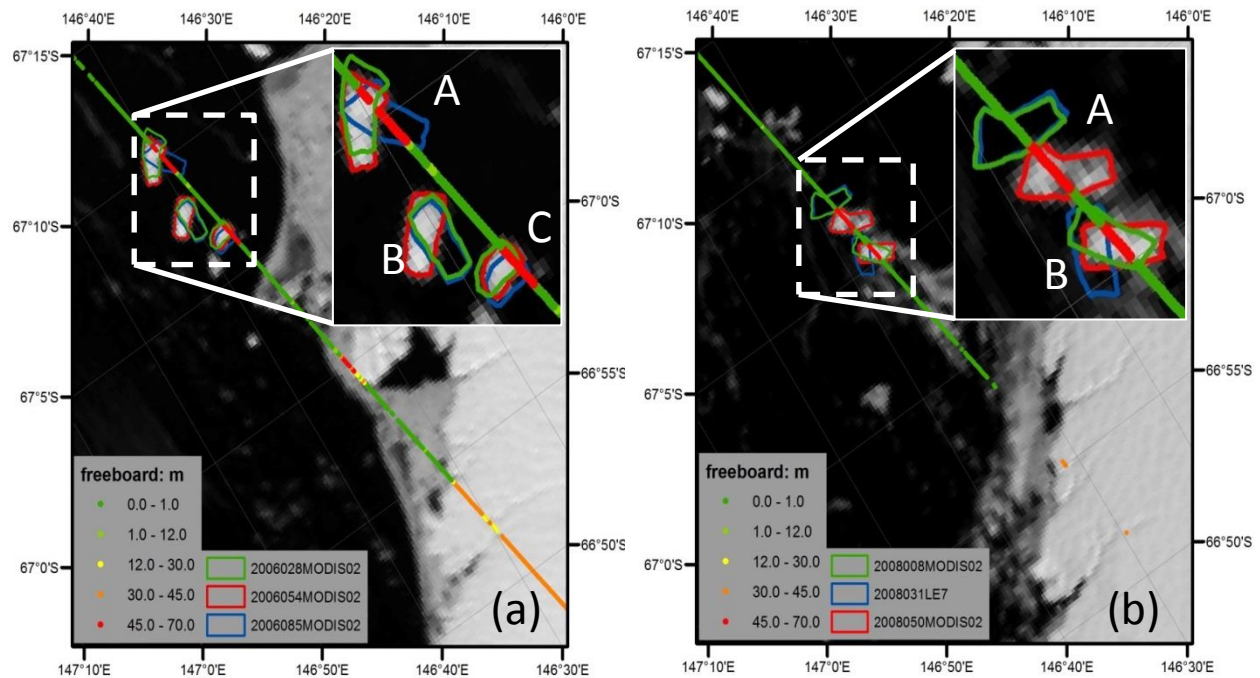 146°40'E 146°30'E 146°20'E 146°10'E
67°15'S
67°10'S
67°5'S
67°0'S
67°0'S
66°55'S
66°50'S
A
B
C
freeboard: m
0.0 - 1.0
1.0 - 12.0
12.0 - 30.0
30.0 - 45.0
45.0 - 70.0
2006028MODIS02
2006054MODIS02
2006085MODIS02
(a)
147°10'E 147°0'E 146°50'E 146°40'E 146°30'E
146°30'E 146°20'E 146°10'E 146°0'E
67°15'S
67°10'S
67°5'S
67°0'S
67°0'S
66°55'S
66°50'S
A
B
freeboard: m
0.0 - 1.0
1.0 - 12.0
12.0 - 30.0
30.0 - 45.0
45.0 - 70.0
2008008MODIS02
2008031LE7
2008050MODIS02
(b)
147°10'E 147°0'E 146°50'E 146°40'E 146°30'E